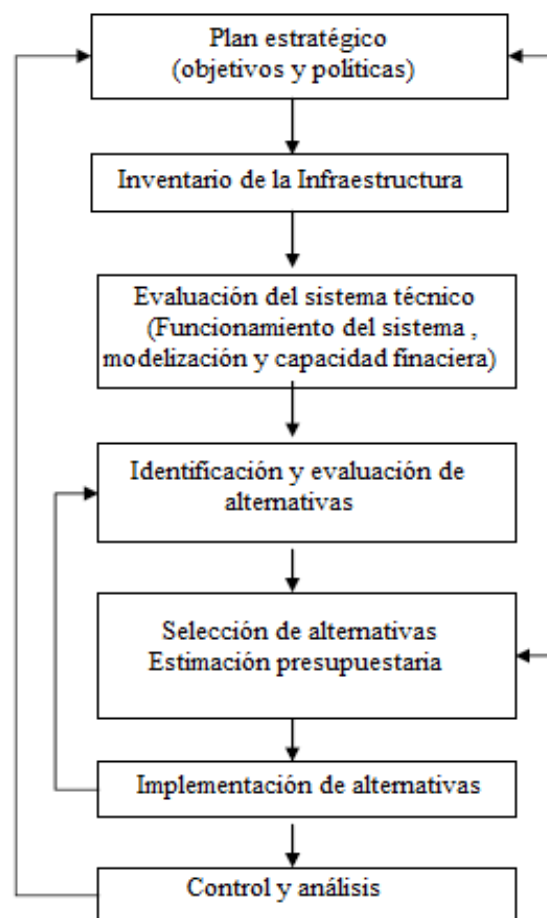 Plan estratégico
(objetivos y políticas)
Inventario de la Infraestructura
Evaluación del sistema técnico
(Funcionamiento del sistema ,
modelización y capacidad finaciera)
Identificación y evaluación de
alternativas
Selección de alternativas
Estimación presupuestaria
Implementación de alternativas
Control y análisis